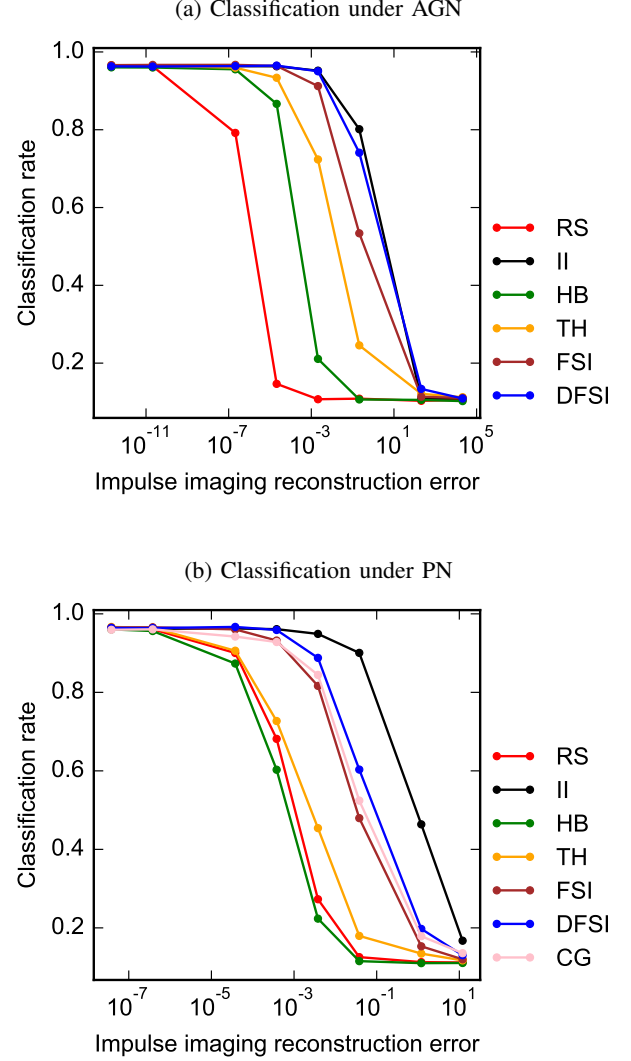 (a) Classification under AGN
1.0
0.8
0.6
0.4
0.2
Classification rate
10^-11 10^-7 10^-3 10^1 10^5
Impulse imaging reconstruction error
RS
II
HB
TH
FSI
DFSI
(b) Classification under PN
1.0
0.8
0.6
0.4
0.2
Classification rate
10^-7 10^-5 10^-3 10^-1 10^1
Impulse imaging reconstruction error
RS
II
HB
TH
FSI
DFSI
CG